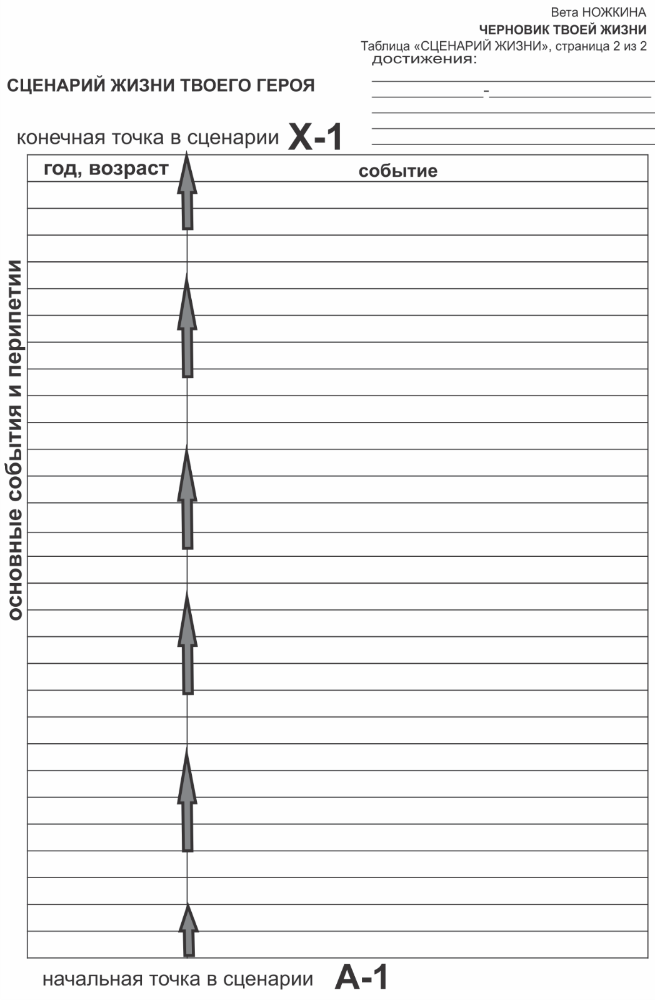 Вета НОЖКИНА
ЧЕРНОВИК ТВОЕЙ ЖИЗНИ
Таблица «СЦЕНАРИЙ ЖИЗНИ», страница 2 из 2
достижения:
СЦЕНАРИЙ ЖИЗНИ ТВОЕГО ГЕРОЯ
конечная точка в сценарии Х-1
год, возраст
событие
основные события и перипетии
начальная точка в сценарии А-1